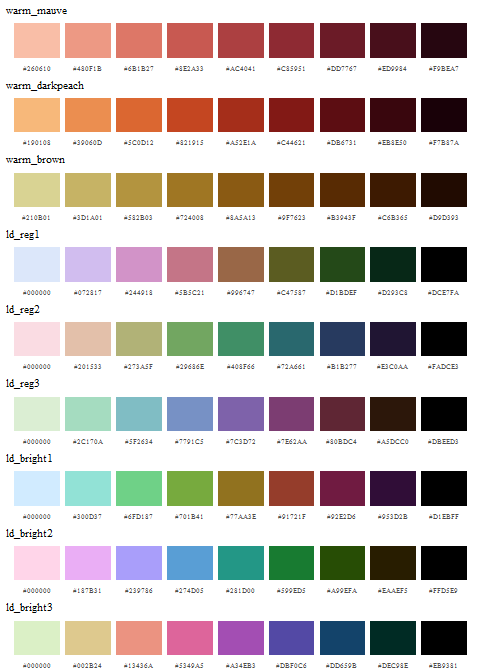 warm_mauve
#260610 #480F1B #6B1B27 #8E2A33 #AC4041 #C85951 #DD7767 #ED9984 #F9BEA7
warm_darkpeach
#190108 #39060D #5C0D12 #821915 #A52E1A #C44621 #DB6731 #EB8E50 #F7B87A
warm_brown
#210B01 #3D1A01 #582B03 #724008 #8A5A13 #9F7623 #B3943F #C6B365 #D9D393
ld_reg1
#000000 #072817 #244918 #5B5C21 #996747 #C47587 #D1BDEF #D293C8 #DCE7FA
ld_reg2
#000000 #201533 #273A5F #29686E #408F66 #72A661 #B1B277 #E3C0AA #FADCE3
ld_reg3
#000000 #2C170A #5F2634 #7791C5 #7C3D72 #7E62AA #80BDC4 #A5DCC0 #DBEED3
ld_bright1
#000000 #300D37 #6FD187 #701B41 #77AA3E #91721F #92E2D6 #953D2B #D1EBFF
ld_bright2
#000000 #187B31 #239786 #274D05 #281D00 #599ED5 #A99EFA #EAAEF5 #FFD5E9
ld_bright3
#000000 #002B24 #13436A #5349A5 #A34EB3 #DBF0C6 #DD659B #DEC98E #EB9381